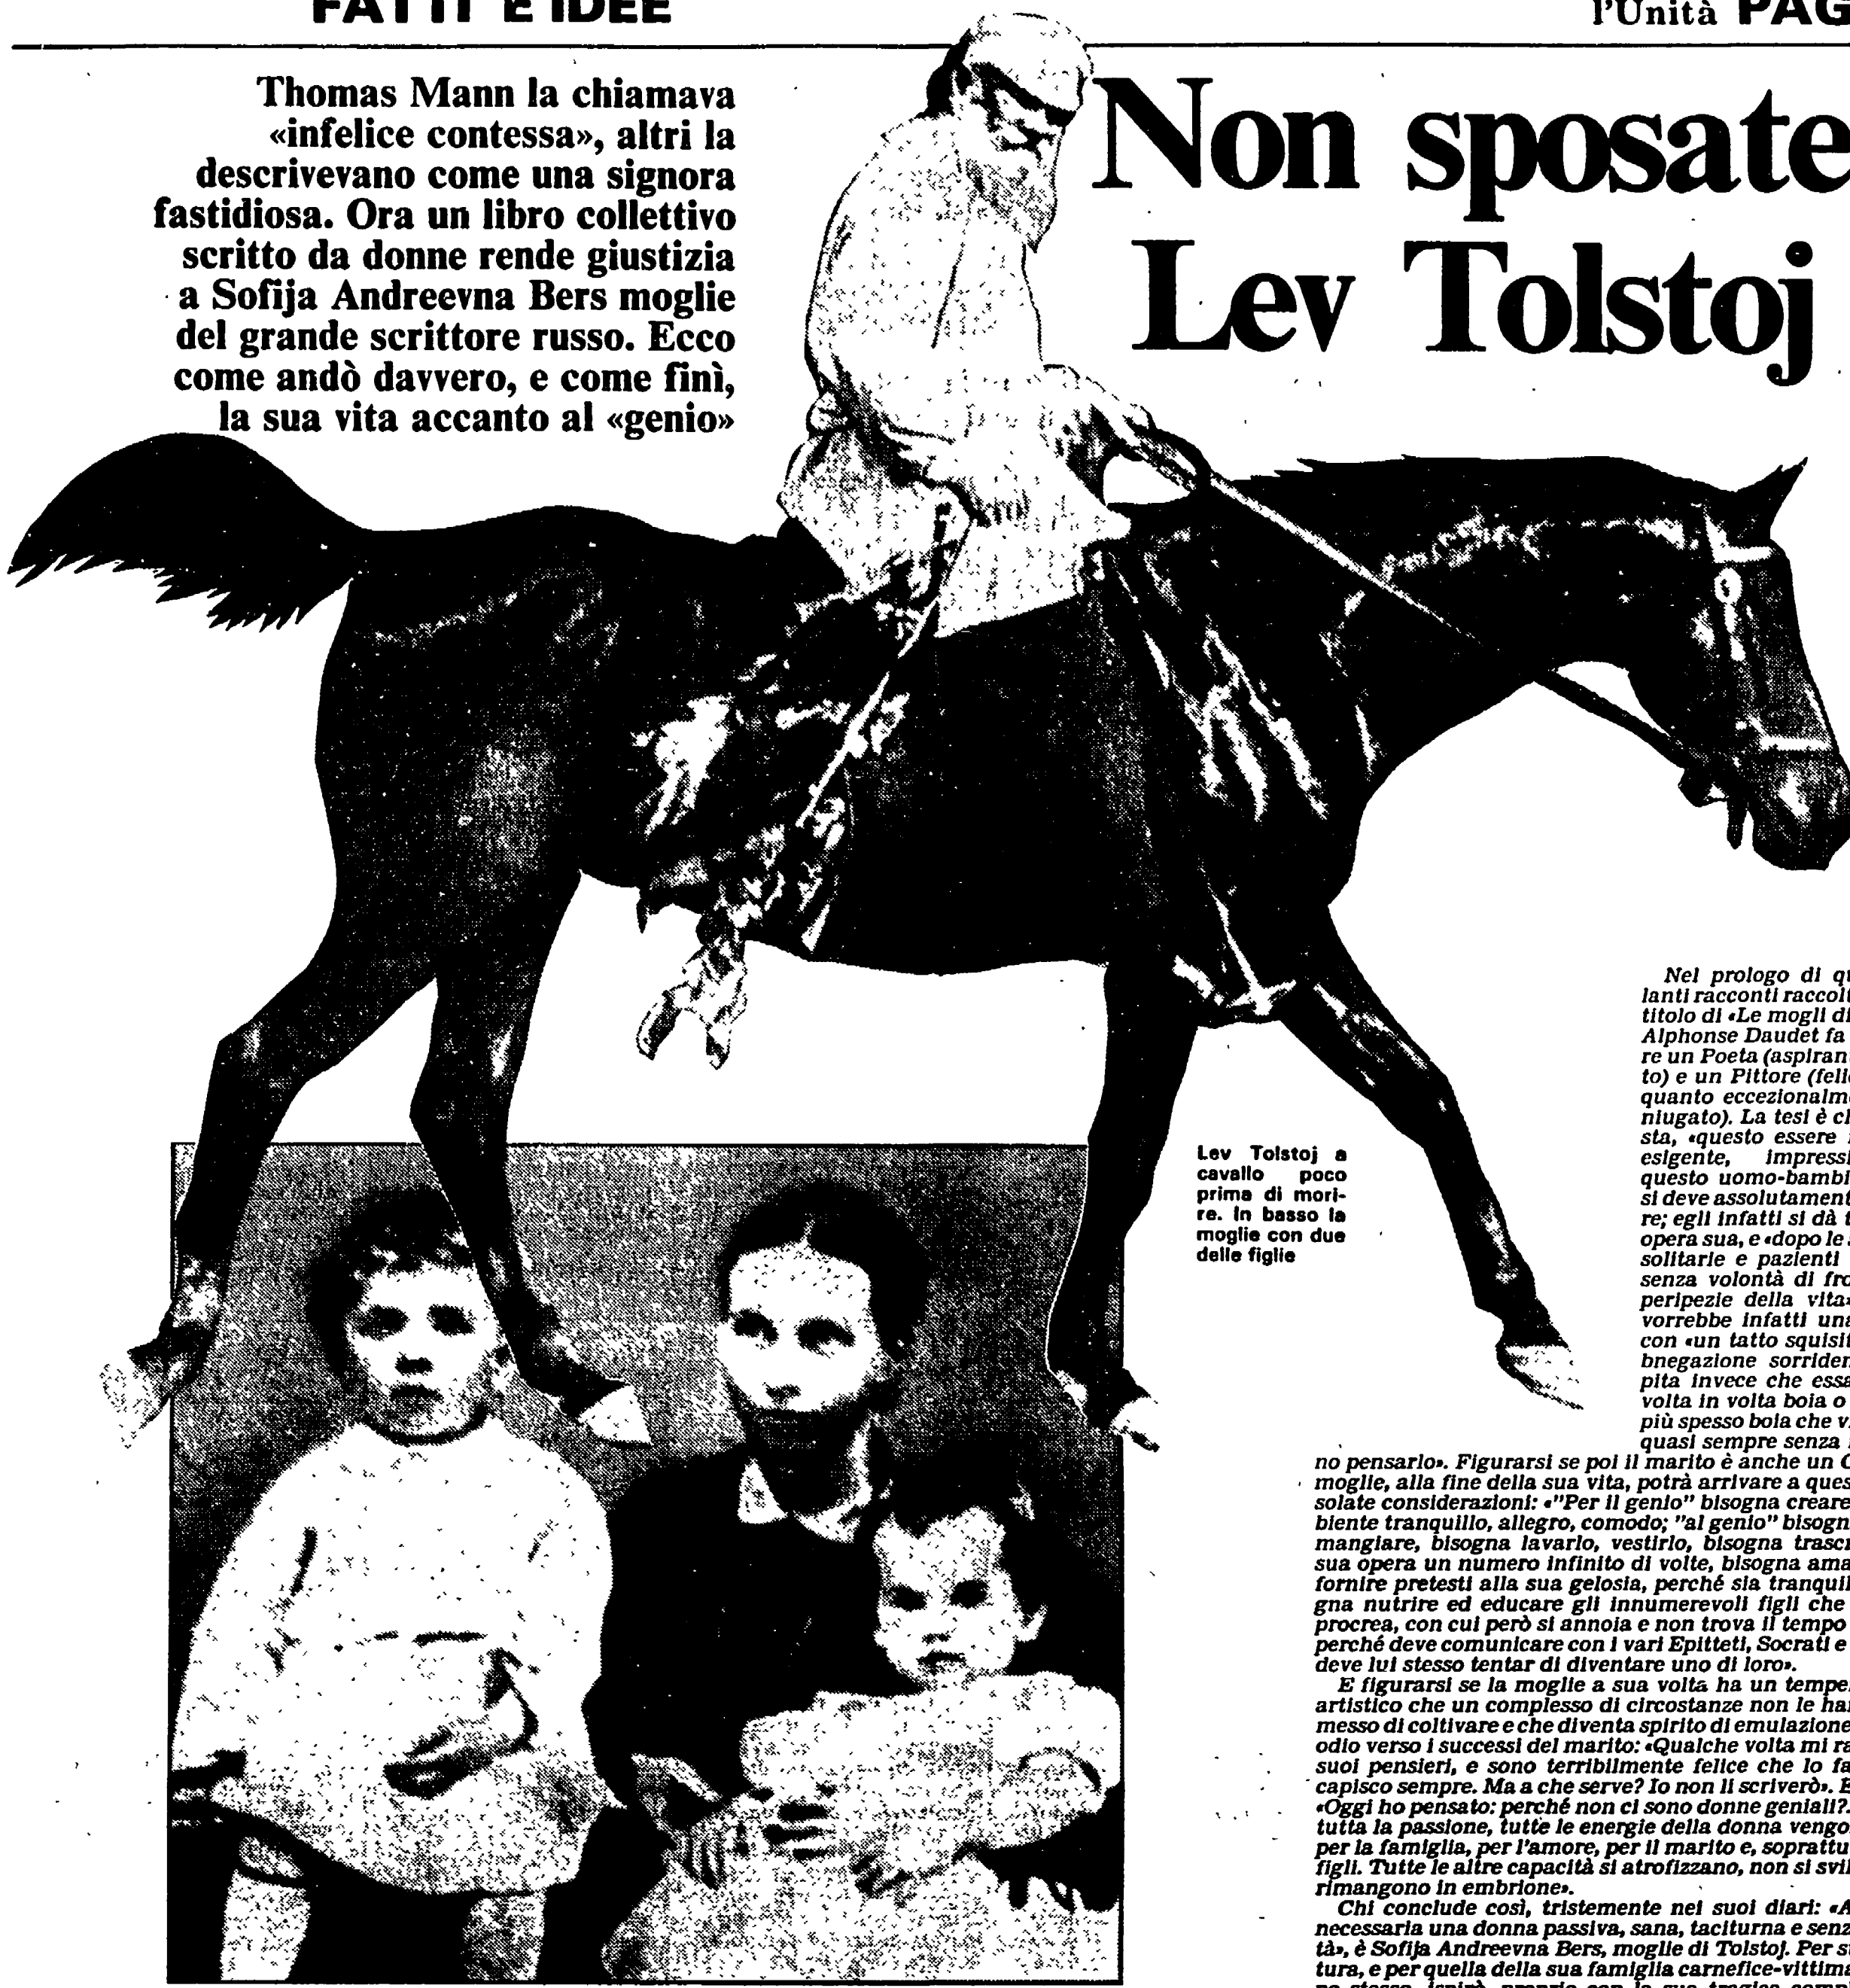 FATTI E IDEE
l'Unità PAG
Thomas Mann la chiamava
«infelice contessa», altri la
descrivevano come una signora
fastidiosa. Ora un libro collettivo
scritto da donne rende giustizia
a Sofija Andreevna Bers moglie
del grande scrittore russo. Ecco
come andò davvero, e come finì,
la sua vita accanto al «genio»
Non sposate
Lev Tolstoj
Lev Tolstoj a
cavallo poco
prima di mori-
re. In basso la
moglie con due
delle figlie
Nel prologo di qu
lanti racconti raccolt
titolo di «Le mogli di
Alphonse Daudet fa
re un Poeta (aspiran
to) e un Pittore (feli
quanto eccezionalm
niugato). La tesi è ch
sta, «questo essere
esigente, impressi
questo uomo-bambi
si deve assolutament
re; egli infatti si dà t
opera sua, e «dopo le
solitarie e pazienti
senza volontà di fro
peripezie della vita»
vorrebbe infatti una
con «un tatto squisit
bnegazione sorriden
pita invece che essa
volta in volta boia o
più spesso boia che v
quasi sempre senza
no pensarlo». Figurarsi se poi il marito è anche un G
moglie, alla fine della sua vita, potrà arrivare a ques
solate considerazioni: «"Per il genio" bisogna creare
biente tranquillo, allegro, comodo; "al genio" bisogn
mangiare, bisogna lavarlo, vestirlo, bisogna trascr
sua opera un numero infinito di volte, bisogna ama
fornire pretesti alla sua gelosia, perché sia tranquil
gna nutrire ed educare gli innumerevoli figli che
procrea, con cui però si annoia e non trova il tempo
perché deve comunicare con i vari Epitteti, Socrati e
deve lui stesso tentar di diventare uno di loro».
E figurarsi se la moglie a sua volta ha un tempe
artistico che un complesso di circostanze non le han
messo di coltivare e che diventa spirito di emulazione
odio verso i successi del marito: «Qualche volta mi ra
suoi pensieri, e sono terribilmente felice che lo fa
capisco sempre. Ma a che serve? Io non li scriverò». E
«Oggi ho pensato: perché non ci sono donne geniali?
tutta la passione, tutte le energie della donna vengo
per la famiglia, per l'amore, per il marito e, soprattu
figli. Tutte le altre capacità si atrofizzano, non si svil
rimangono in embrione».
Chi conclude così, tristemente nei suoi diari: «A
necessaria una donna passiva, sana, taciturna e senz
tà», è Sofija Andreevna Bers, moglie di Tolstoj. Per s
tura, e per quella della sua famiglia carnefice-vittima